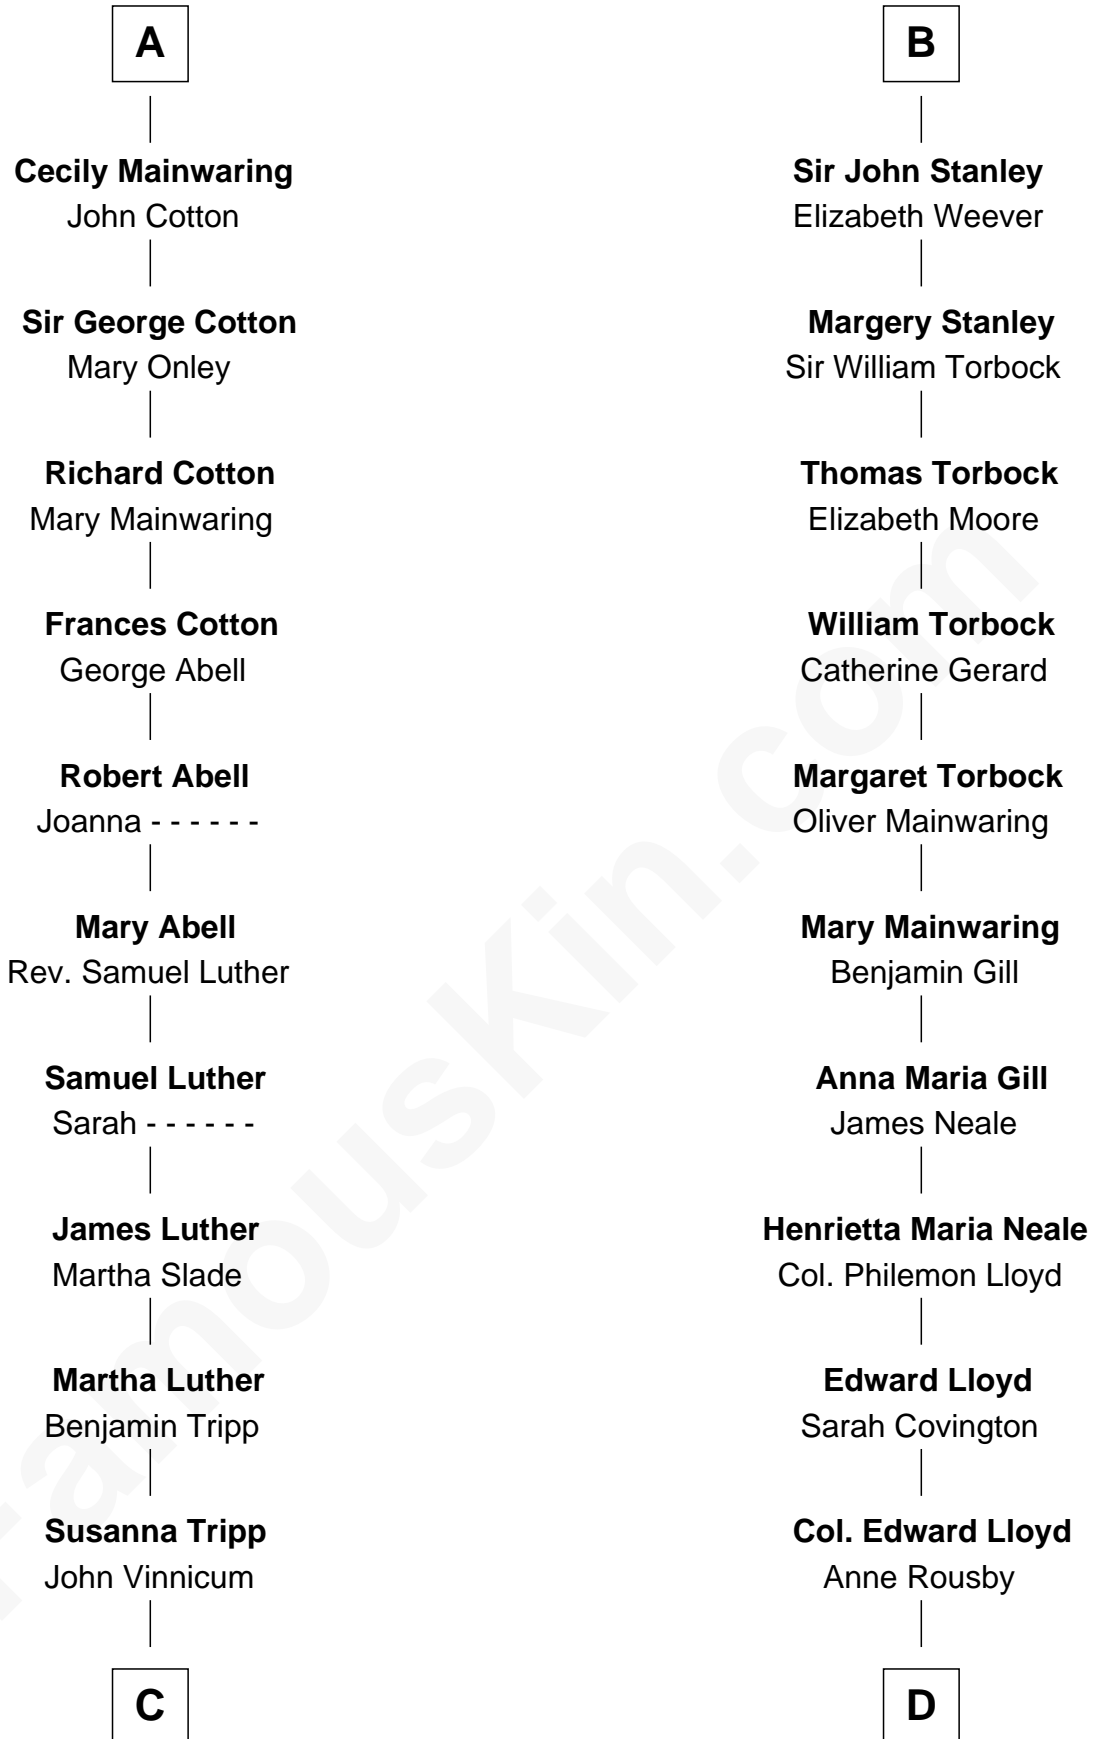 A
Cecily Mainwaring
John Cotton
Sir George Cotton
Mary Onley
Richard Cotton
Mary Mainwaring
Frances Cotton
George Abell
Robert Abell
Joanna - - - - - -
Mary Abell
Rev. Samuel Luther
Samuel Luther
Sarah - - - - - -
James Luther
Martha Slade
Martha Luther
Benjamin Tripp
Susanna Tripp
John Vinnicum
C
B
Sir John Stanley
Elizabeth Weever
Margery Stanley
Sir William Torbock
Thomas Torbock
Elizabeth Moore
William Torbock
Catherine Gerard
Margaret Torbock
Oliver Mainwaring
Mary Mainwaring
Benjamin Gill
Anna Maria Gill
James Neale
Henrietta Maria Neale
Col. Philemon Lloyd
Edward Lloyd
Sarah Covington
Col. Edward Lloyd
Anne Rousby
D
FamousKin.com